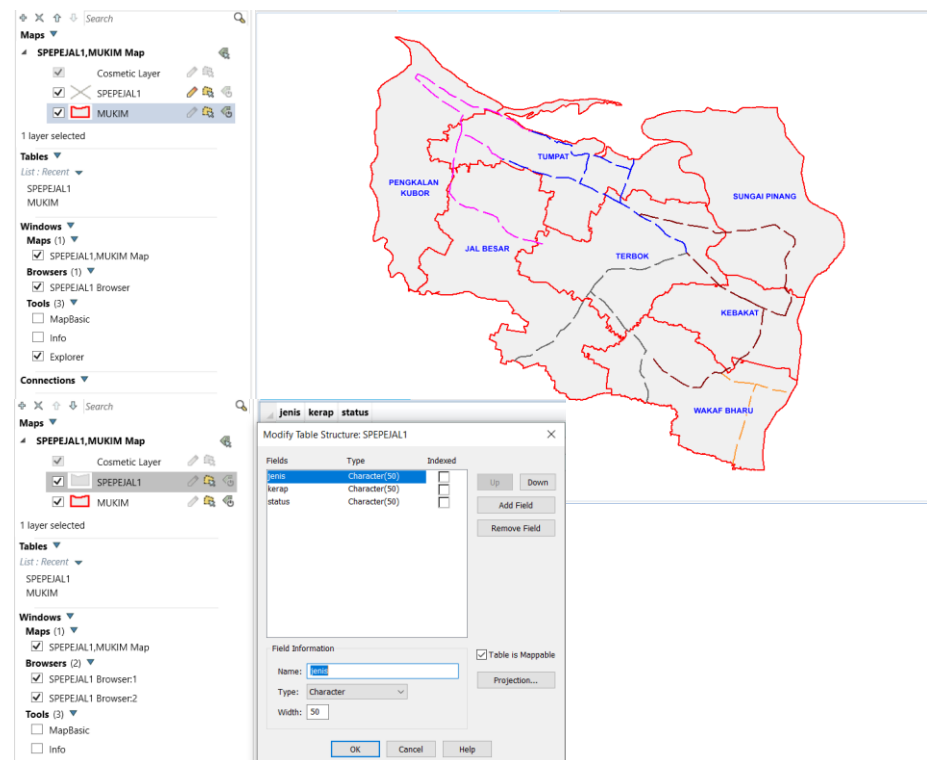 Search
Maps
SPEPEJAL1,MUKIM Map
Cosmetic Layer
SPEPEJAL1
MUKIM
1 layer selected
Tables
List : Recent
SPEPEJAL1
MUKIM
Windows
Maps (1)
SPEPEJAL1,MUKIM Map
Browsers (1)
SPEPEJAL1 Browser
Tools (3)
MapBasic
Info
Explorer
Connections
TUMPAT
PENGKALAN
KUBOR
SUNGAI PINANG
JAL BESAR
TERBOK
KEBAKAT
WAKAF BHARU
Search
Maps
SPEPEJAL1,MUKIM Map
Cosmetic Layer
SPEPEJAL1
MUKIM
1 layer selected
Tables
List : Recent
SPEPEJAL1
MUKIM
Windows
Maps (1)
SPEPEJAL1,MUKIM Map
Browsers (2)
SPEPEJAL1 Browser:1
SPEPEJAL1 Browser:2
Tools (3)
MapBasic
Info
jenis kerap status
Modify Table Structure: SPEPEJAL1
Fields Type Indexed
jenis Character(50)
kerap Character(50)
status Character(50)
Up Down
Add Field
Remove Field
Field Information
Name: jenis
Type: Character
Width: 50
Table is Mappable
Projection...
OK Cancel Help